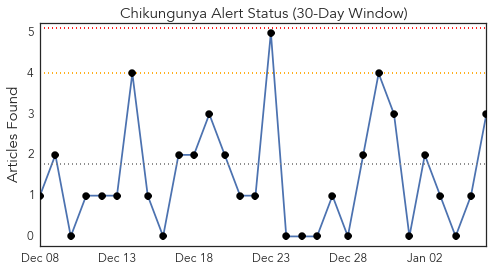 Chikungunya Alert Status (30-Day Window)
Articles Found
5
4
3
2
1
0
Dec 08 Dec 13 Dec 18 Dec 23 Dec 28 Jan 02